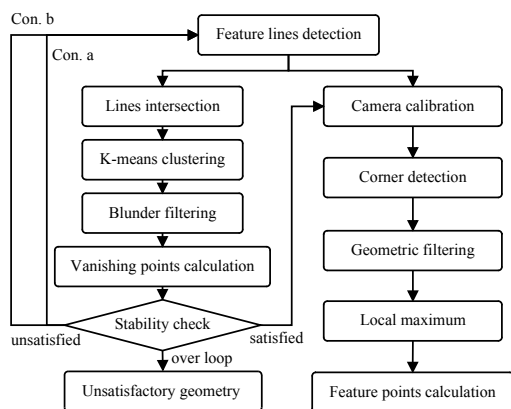 Con. b
Feature lines detection
Con. a
Lines intersection
Camera calibration
K-means clustering
Corner detection
Blunder filtering
Geometric filtering
Vanishing points calculation
Stability check
Local maximum
unsatisfied
satisfied
over loop
Unsatisfactory geometry
Feature points calculation